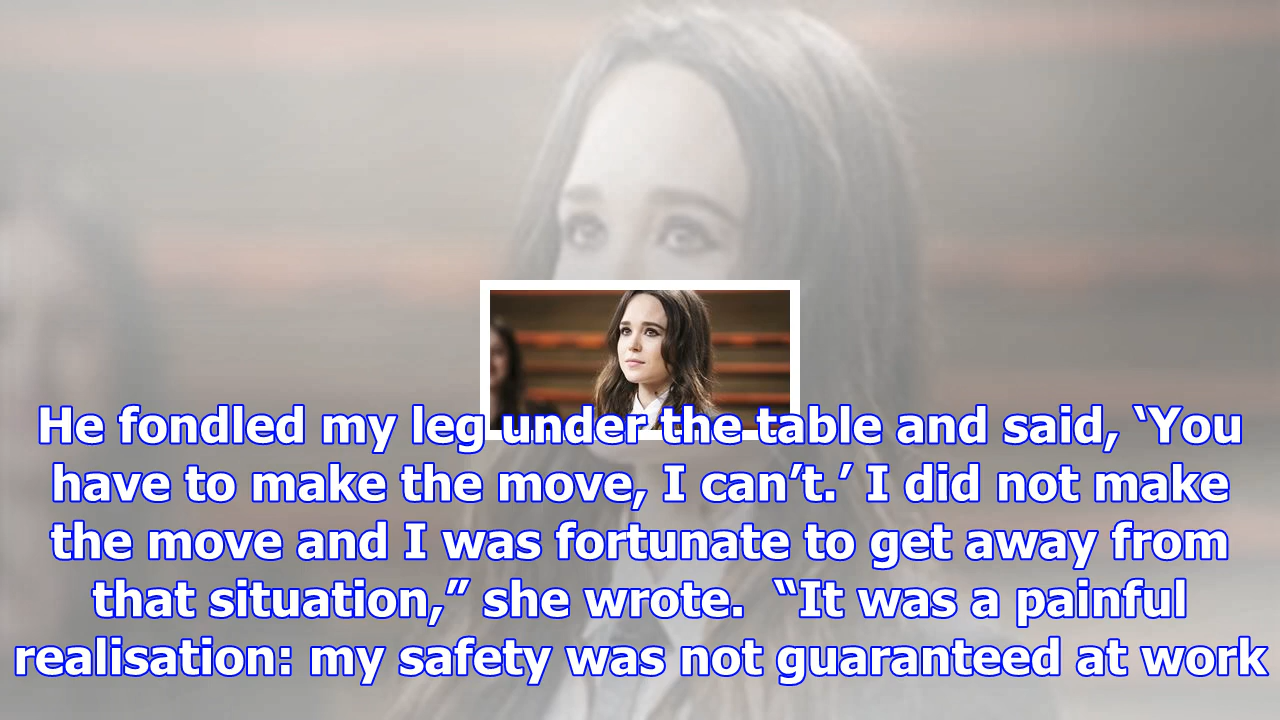 He fondled my leg under the table and said, ‘You
have to make the move, I can’t.’ I did not make
the move and I was fortunate to get away from
that situation,” she wrote.  “It was a painful
realisation: my safety was not guaranteed at work